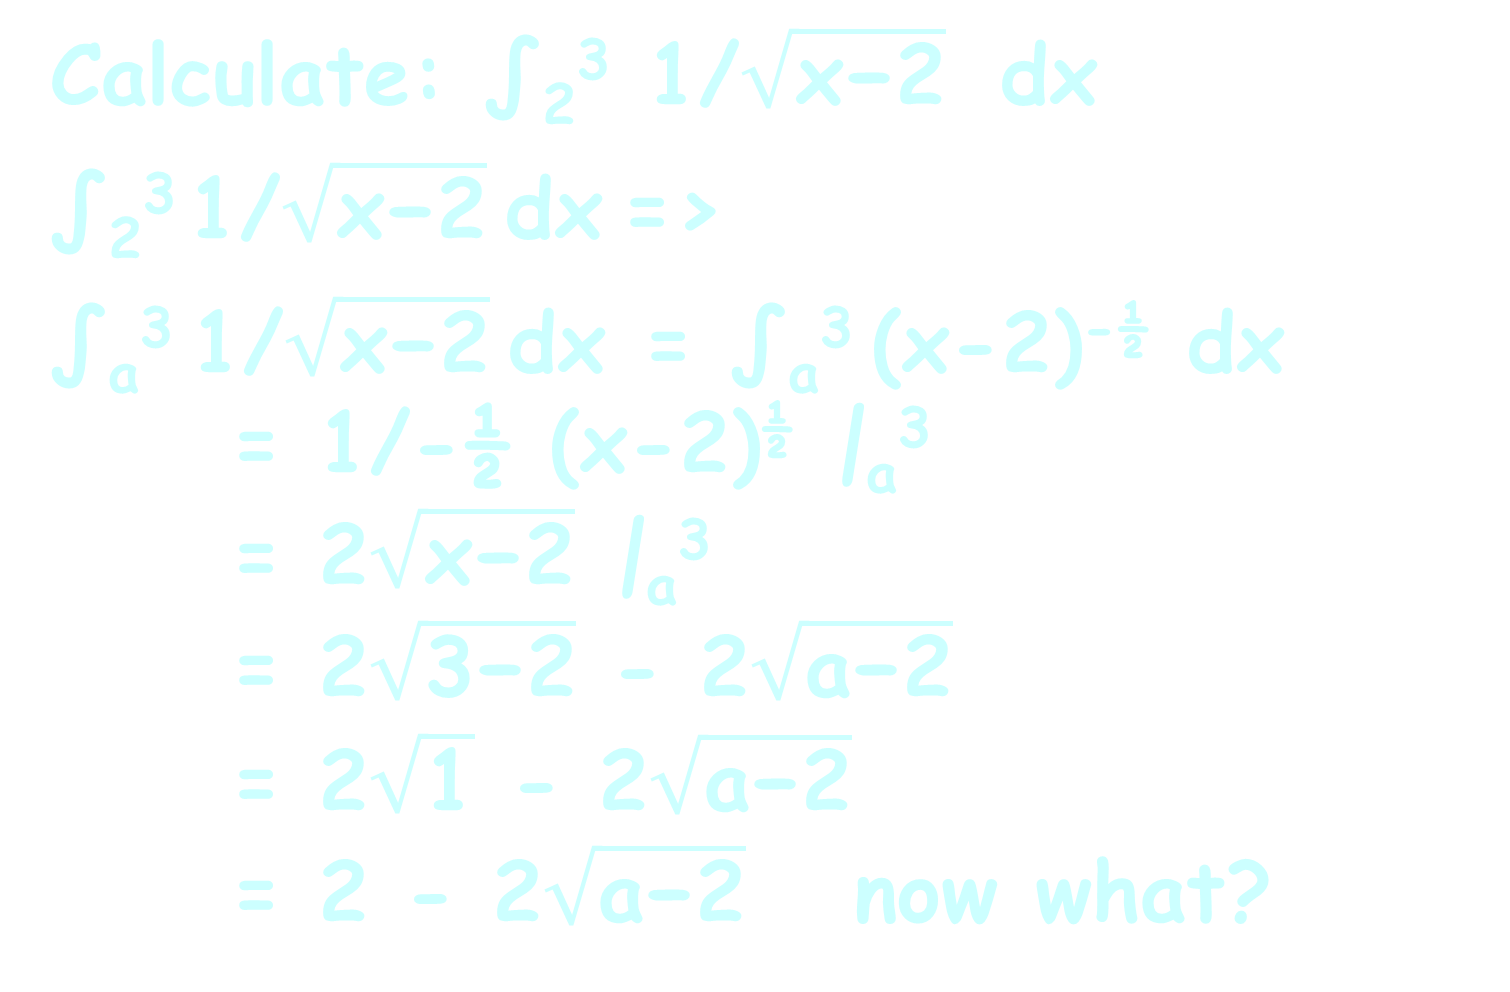 Calculate: ∫₂³ 1/√(x-2) dx
∫₂³ 1/√(x-2) dx =>
∫ₐ³ 1/√(x-2) dx = ∫ₐ³ (x-2)^-½ dx
= 1/-½ (x-2)^½ /ₐ³
= 2√(x-2) /ₐ³
= 2√(3-2) - 2√(a-2)
= 2√1 - 2√(a-2)
= 2 - 2√(a-2) now what?